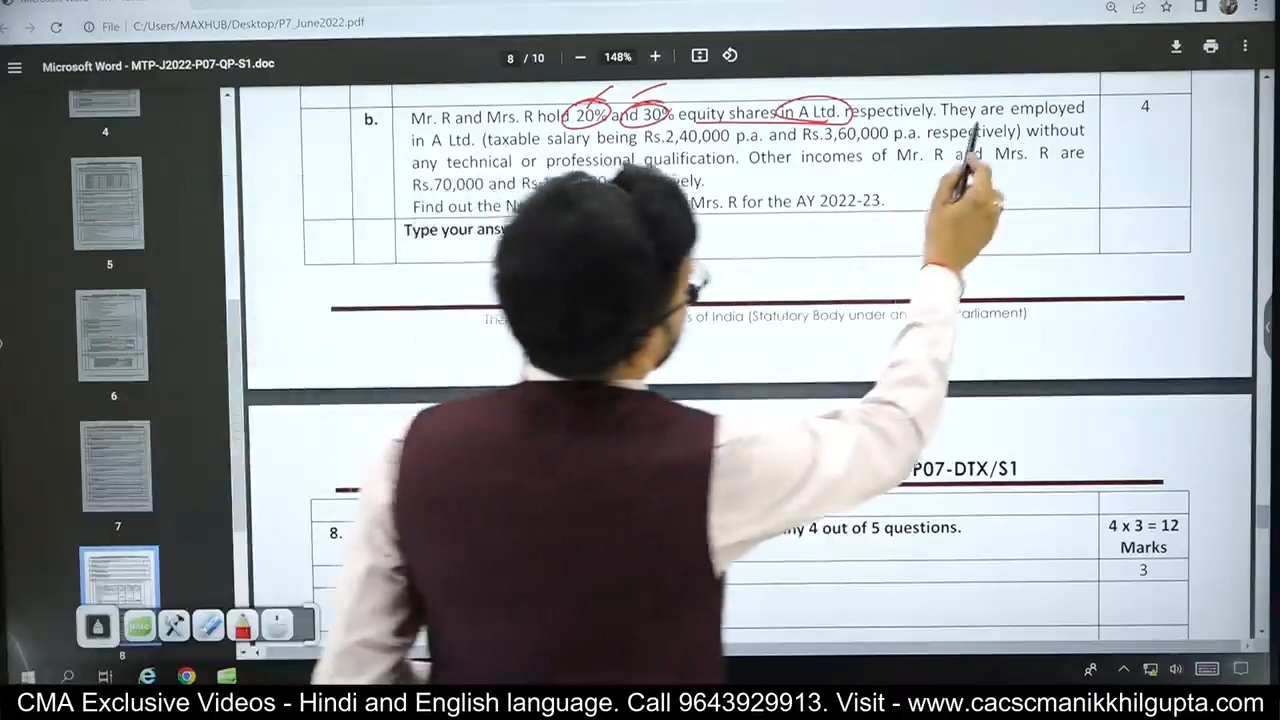 File
C:/Users/MAXHUB/Desktop/P7_June2022.pdf
Microsoft Word - MTP-J2022-P07-QP-S1.doc
8 / 10
148%
4
5
6
7
8
b.
Mr. R and Mrs. R hold 20% and 30% equity shares in A Ltd. respectively. They are employed
in A Ltd. (taxable salary being Rs.2,40,000 p.a. and Rs.3,60,000 p.a. respectively) without
any technical or professional qualification. Other incomes of Mr. R and Mrs. R are
Rs.70,000 and
Find out the Mrs. R for the AY 2022-23.
4
Type your
of India (Statutory Body under
P07-DTX/S1
8.
4 out of 5 questions.
4 x 3 = 12
Marks
3
CMA Exclusive Videos - Hindi and English language. Call 9643929913. Visit - www.cacscmanikkhilgupta.com